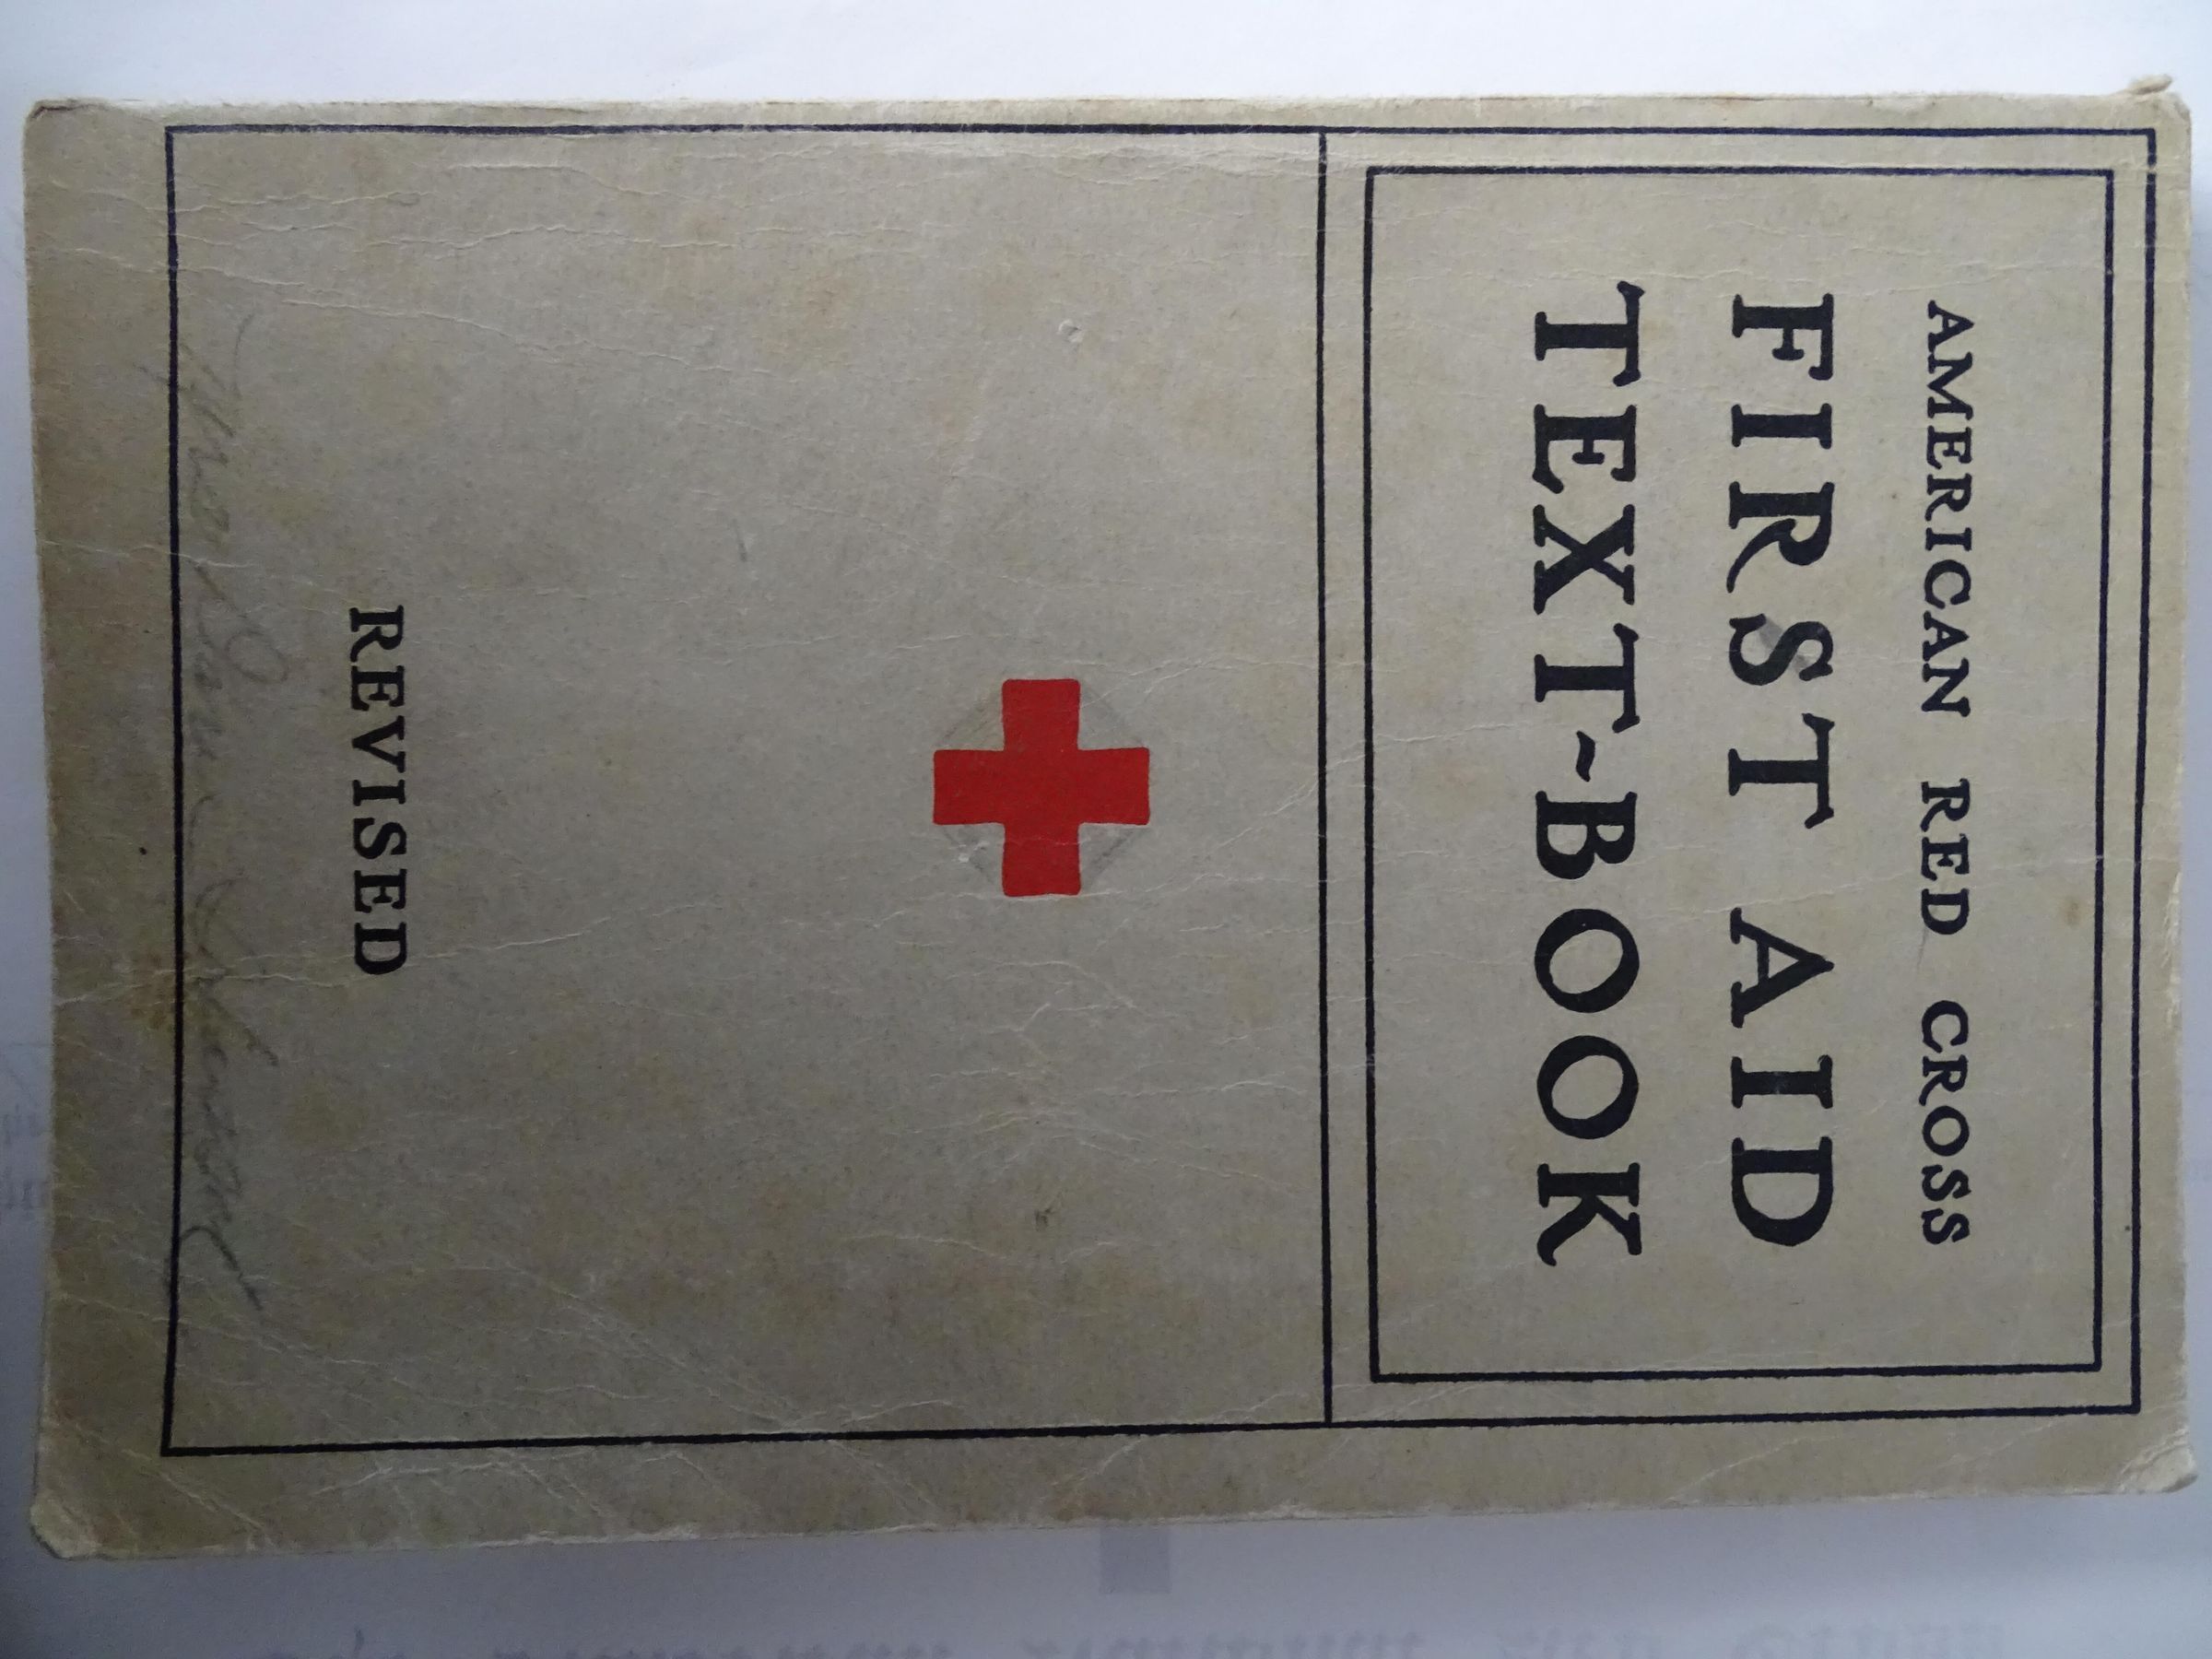 AMERICAN RED CROSS
FIRST AID
TEXT-BOOK
REVISED